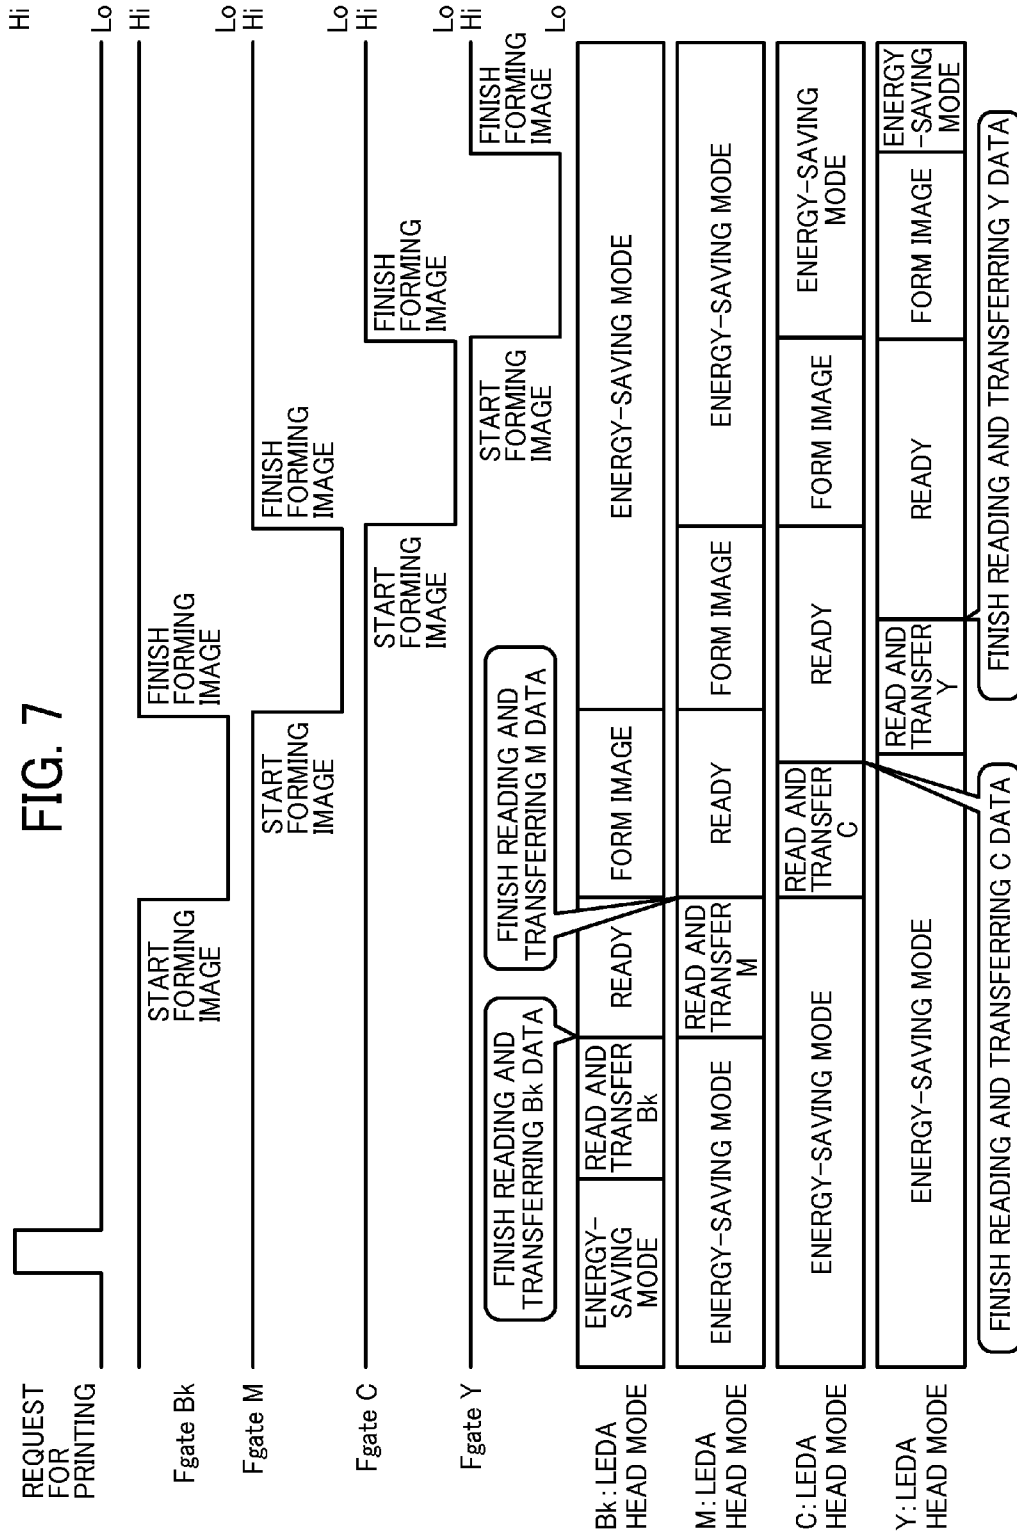 FIG. 7
REQUEST
FOR
PRINTING
Hi
Lo
Fgate Bk
START
FORMING
IMAGE
FINISH
FORMING
IMAGE
Hi
Lo
Fgate M
START
FORMING
IMAGE
FINISH
FORMING
IMAGE
Hi
Lo
Fgate C
START
FORMING
IMAGE
FINISH
FORMING
IMAGE
Hi
Lo
Fgate Y
START
FORMING
IMAGE
FINISH
FORMING
IMAGE
Hi
Lo
FINISH READING AND
TRANSFERRING Bk DATA
FINISH READING AND
TRANSFERRING M DATA
Bk:LEDA
HEAD MODE
ENERGY-
SAVING
MODE
READ AND
TRANSFER
Bk
READY
FORM IMAGE
ENERGY-SAVING MODE
M:LEDA
HEAD MODE
ENERGY-SAVING MODE
READ AND
TRANSFER
M
READY
FORM IMAGE
ENERGY-SAVING MODE
C:LEDA
HEAD MODE
ENERGY-SAVING MODE
READ AND
TRANSFER
C
READY
FORM IMAGE
ENERGY-SAVING
MODE
Y:LEDA
HEAD MODE
ENERGY-SAVING MODE
READ AND
TRANSFER
Y
READY
FORM IMAGE
ENERGY
-SAVING
MODE
FINISH READING AND TRANSFERRING C DATA
FINISH READING AND TRANSFERRING Y DATA